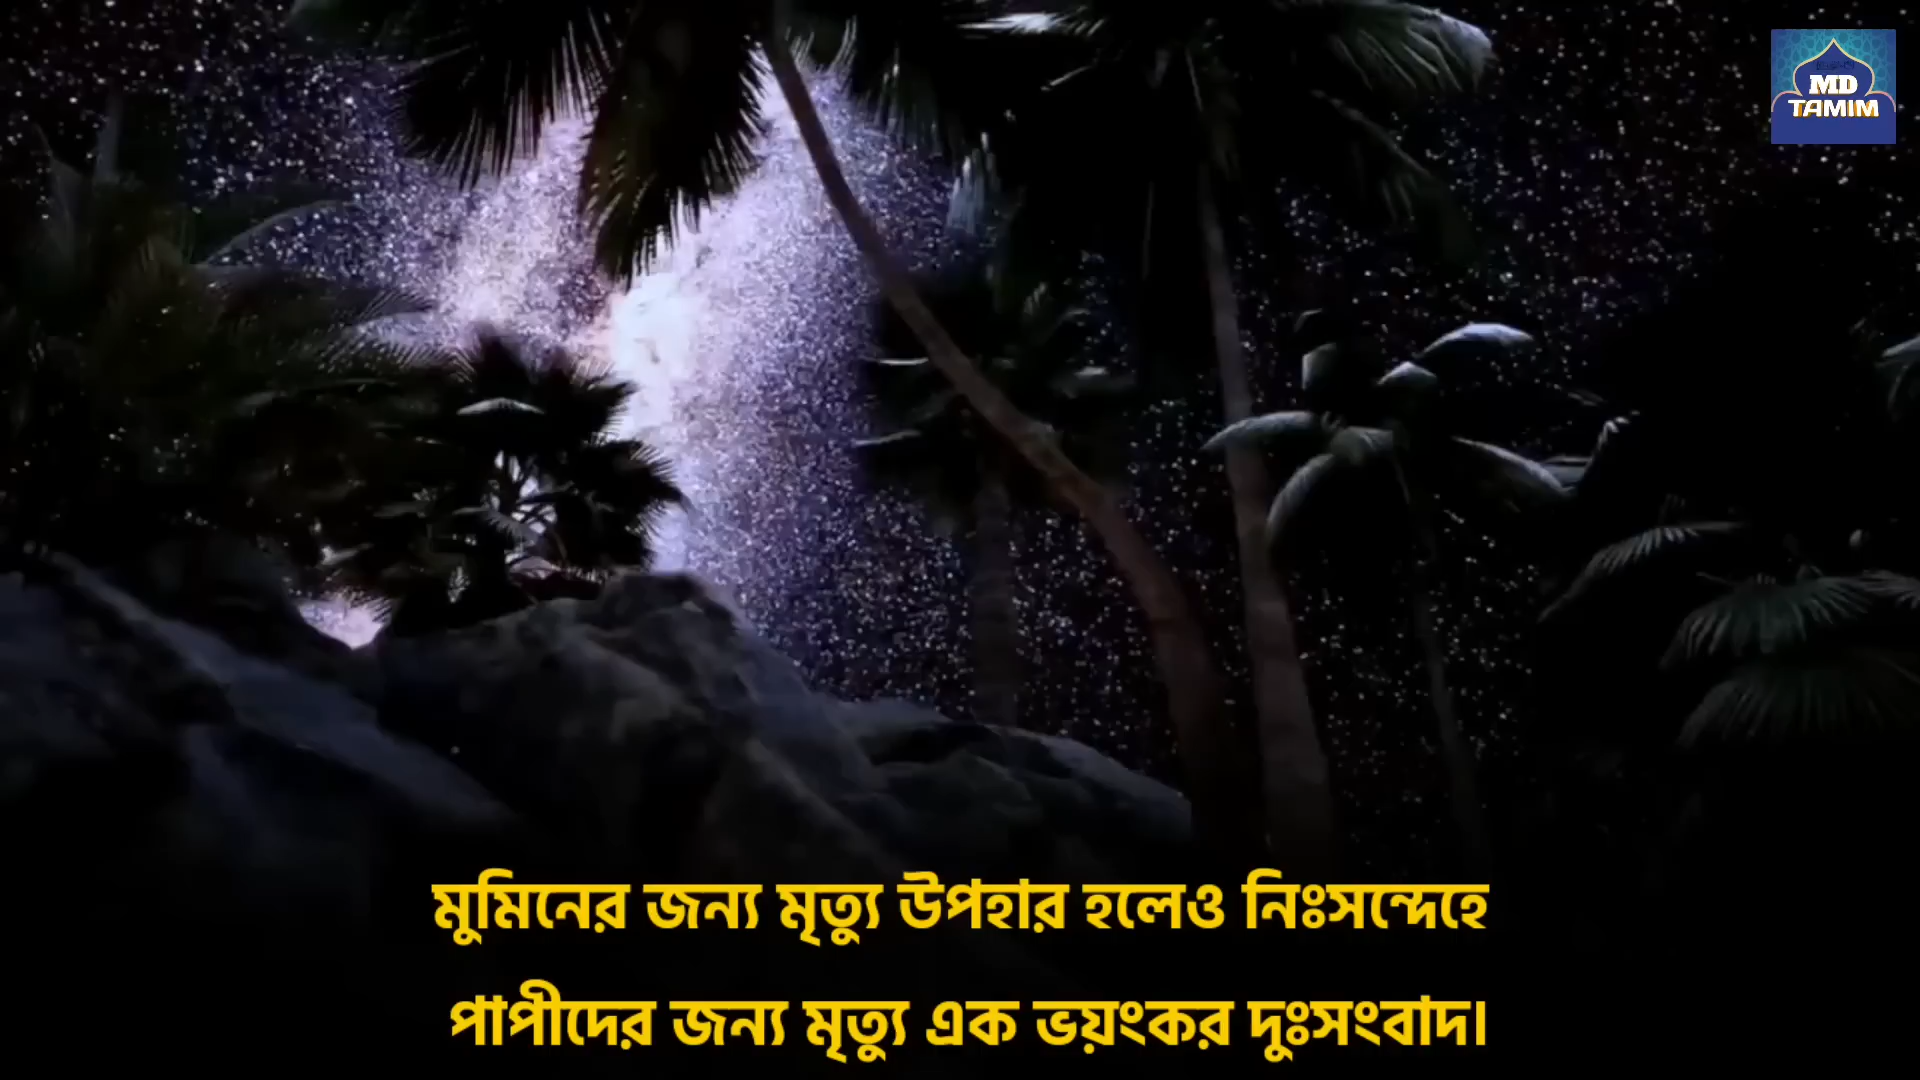 MD
TAMIM
মুমিনের জন্য মৃত্যু উপহার হলেও নিঃসন্দেহে
পাপীদের জন্য মৃত্যু এক ভয়ংকর দুঃসংবাদ।